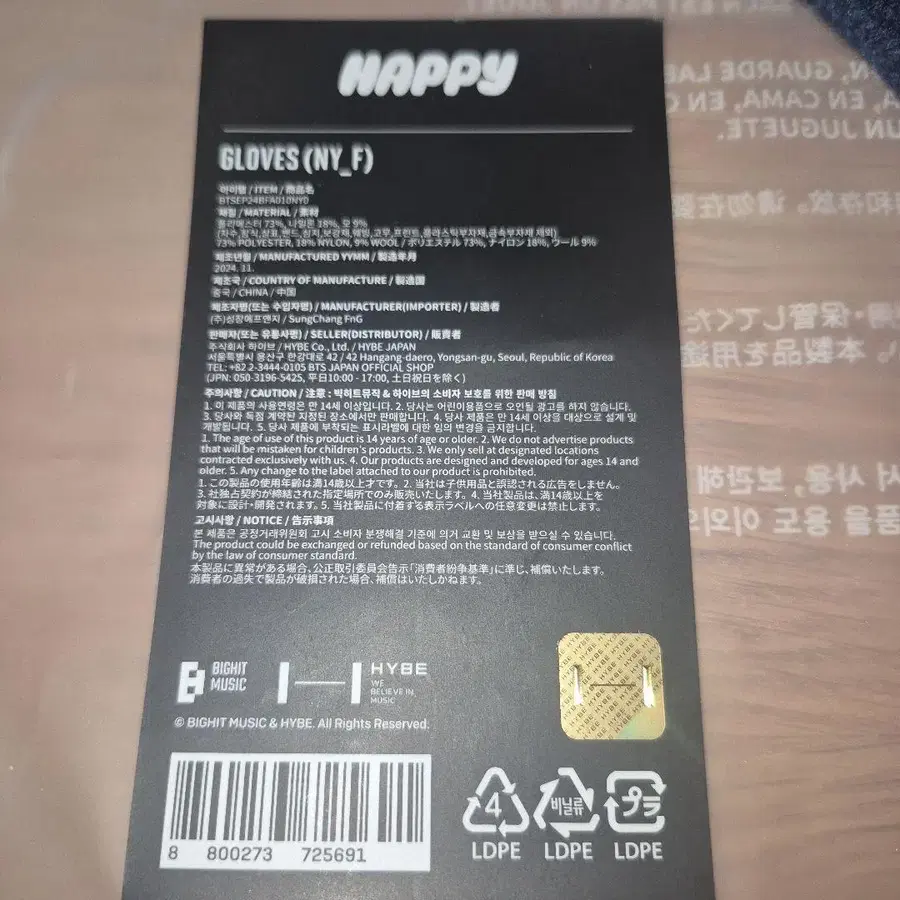 HAPPY
GLOVES (NY_F)
아이템 / ITEM / 商品名
BTSEP24BFA010NY0
재질 / MATERIAL / 素材
폴리에스터 73%, 나일론 18%, 모 9%
73% POLYESTER, 18% NYLON, 9% WOOL / ポリエステル 73%, ナイロン 18%, ウール 9%
제조년월 / MANUFACTURED YYMM / 製造年月
2024. 11.
제조국 / COUNTRY OF MANUFACTURE / 製造国
중국 / CHINA / 中国
제조자명(또는 수입자명) / MANUFACTURER(IMPORTER) / 製造者
(주)성창에프엔지 / SungChang FnG
판매자(또는 유통사명) / SELLER(DISTRIBUTOR) / 販責者
주식회사 하이브 / HYBE Co., Ltd. / HYBE JAPAN
서울특별시 용산구 한강대로 42 / 42 Hangang-daero, Yongsan-gu, Seoul, Republic of Korea
TEL: +82 2-3444-0105 BTS JAPAN OFFICIAL SHOP
(JPN: 050-3196-5425, 平日10:00 - 17:00, 土日祝日を除く)
주의사항 / CAUTION / 注意 : 빅히트뮤직 & 하이브의 소비자 보호를 위한 판매 방침
1. 이 제품의 사용연령은 만 14세 이상입니다. 2. 당사는 어린이용품으로 오인될 광고를 하지 않습니다.
3. 당사와 독점 계약된 지정된 장소에서만 판매합니다. 4. 당사 제품은 만 14세 이상을 대상으로 설계 및
개발됩니다. 5. 당사 제품에 부착되는 표시라벨에 대한 임의 변경을 금지합니다.
1. The age of use of this product is 14 years of age or older. 2. We do not advertise products
that will be mistaken for children's products. 3. We only sell at designated locations
contracted exclusively with us. 4. Our products are designed and developed for ages 14 and
older. 5. Any change to the label attached to our product is prohibited.
1. この製品の使用年齢は満14歳以上才です。2. 当社は子供用品と誤認される広告をしません。
3. 社独占契約が締結された指定場所でのみ販売いたします。4. 当社製品は、満14歳以上を
対象に設計・開発されます。5. 当社製品に付着する表示ラベルへの任意変更は禁止します。
고시사항 / NOTICE / 告示事項
본 제품은 공정거래위원회 고시 소비자 분쟁해결 기준에 의거 교환 및 보상을 받으실 수 있습니다.
The product could be exchanged or refunded based on the standard of consumer conflict
by the law of consumer standard.
本製品に異常がある場合、公正取引委員会告示「消費者紛争基準」に準じ、補償いたします。
消費者の過失で製品が破損された場合、補償はいたしかねます。
BIGHIT
MUSIC
HYBE
WE
BELIEVE IN
MUSIC
© BIGHIT MUSIC & HYBE. All Rights Reserved.
8 800273 725691
4
비닐류
プラ
LDPE LDPE LDPE